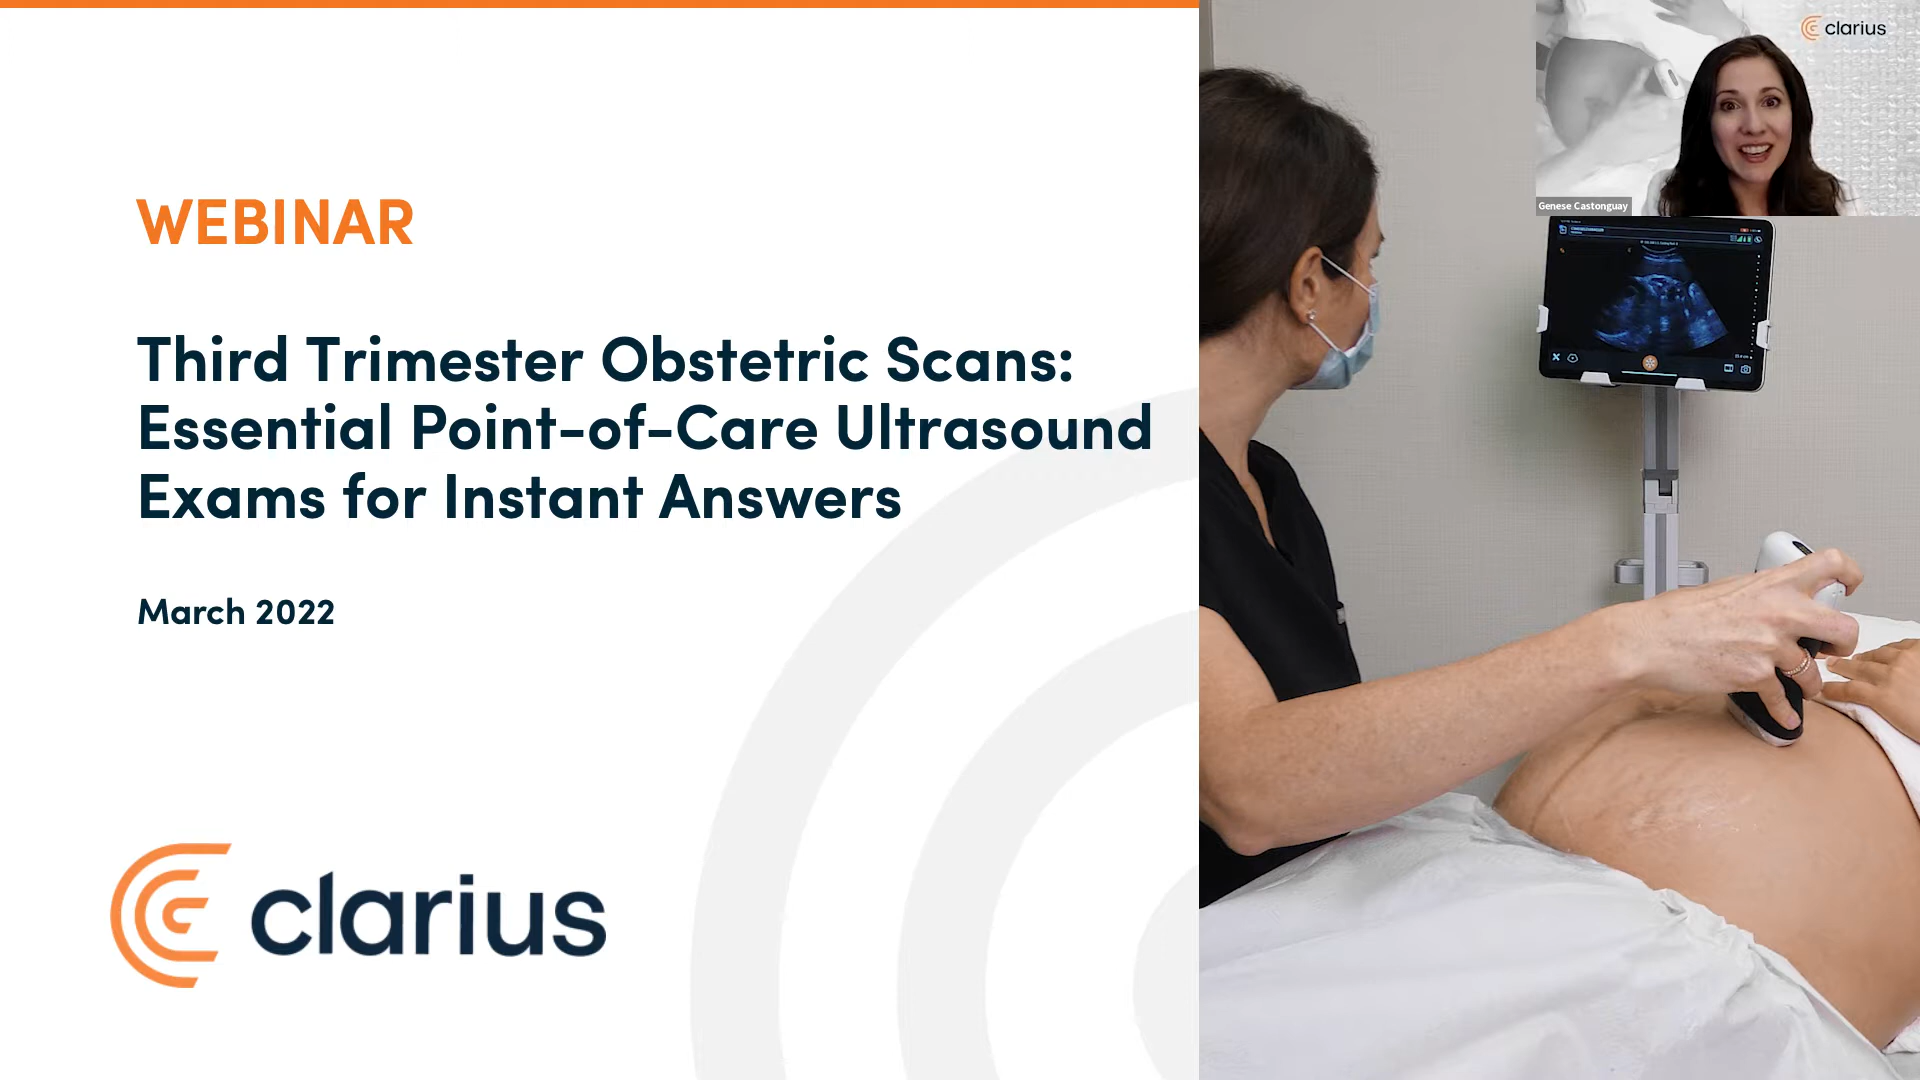 WEBINAR
Third Trimester Obstetric Scans:
Essential Point-of-Care Ultrasound
Exams for Instant Answers
March 2022
clarius
clarius
Genese Castonguay